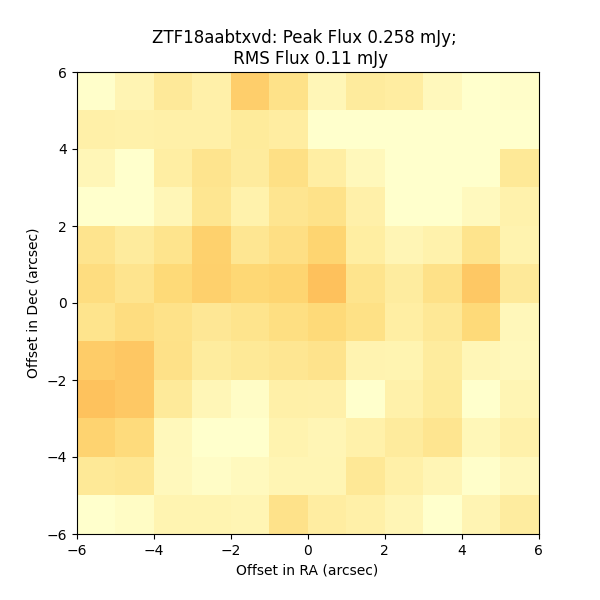 ZTF18aabtxvd: Peak Flux 0.258 mJy;
RMS Flux 0.11 mJy
6
4
2
0
−2
−4
−6
Offset in Dec (arcsec)
−6 −4 −2 0 2 4 6
Offset in RA (arcsec)